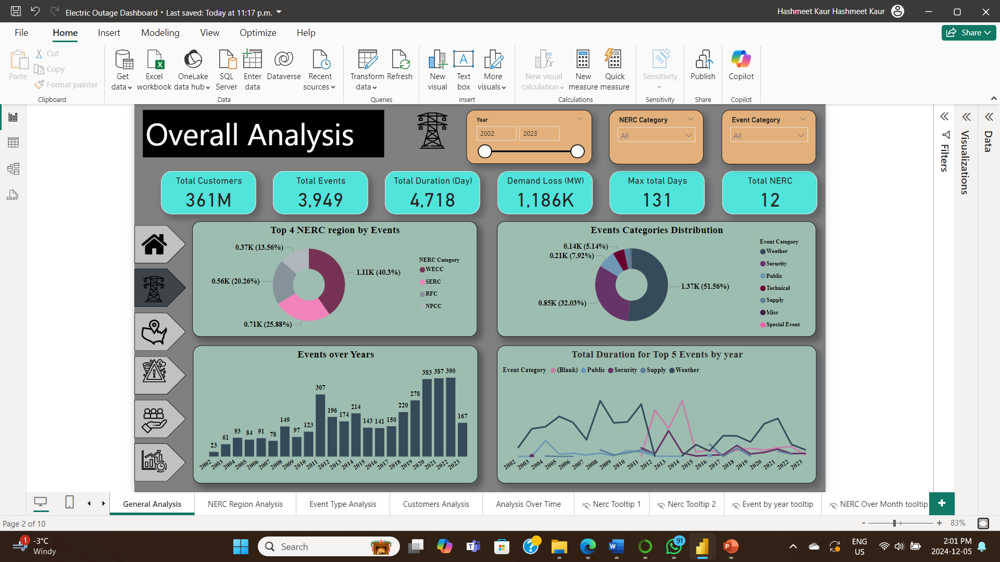 Electric Outage Dashboard • Last saved: Today at 11:17 p.m.
Hashmeet Kaur Hashmeet Kaur
File Home Insert Modeling View Optimize Help
Share
Paste
Cut
Copy
Format painter
Clipboard
Get data
Excel workbook
OneLake data hub
SQL Server
Enter data
Dataverse
Recent sources
Data
Transform data
Refresh
Queries
New visual
Text box
More visuals
Insert
New visual calculation
New measure
Quick measure
Calculations
Sensitivity
Sensitivity
Publish
Share
Copilot
Copilot
DAX
Overall Analysis
Year
2002 2023
NERC Category
All
Event Category
All
Filters
Visualizations
Data
Total Customers
361M
Total Events
3,949
Total Duration (Day)
4,718
Demand Loss (MW)
1,186K
Max total Days
131
Total NERC
12
Top 4 NERC region by Events
0.37K (13.56%)
1.11K (40.3%)
0.56K (20.26%)
0.71K (25.88%)
NERC Category
WECC
SERC
RFC
NPCC
Events Categories Distribution
0.14K (5.14%)
0.21K (7.92%)
1.37K (51.56%)
0.85K (32.03%)
Event Category
Weather
Security
Public
Technical
Supply
Misc
Special Event
Events over Years
23 61 93 84 91 78 149 97 123 307 196 174 214 143 141 150 220 278 383 387 390 167
2002 2003 2004 2005 2006 2007 2008 2009 2010 2011 2012 2013 2014 2015 2016 2017 2018 2019 2020 2021 2022 2023
Total Duration for Top 5 Events by year
Event Category (Blank) Public Security Supply Weather
2002 2003 2004 2005 2006 2007 2008 2009 2010 2011 2012 2013 2014 2015 2016 2017 2018 2019 2020 2021 2022 2023
General Analysis NERC Region Analysis Event Type Analysis Customers Analysis Analysis Over Time Nerc Tooltip 1 Nerc Tooltip 2 Event by year tooltip NERC Over Month tooltip
+
Page 2 of 10
- + 83%
1
-3°C
Windy
Search
91
ENG
US
2:01 PM
2024-12-05